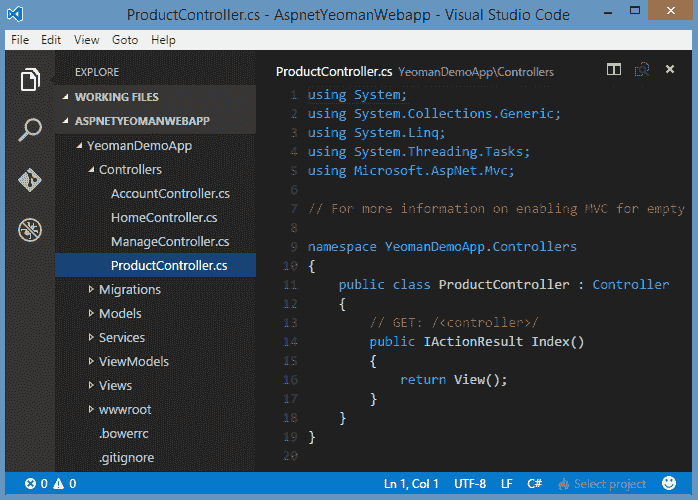 ProductController.cs - AspnetYeomanWebapp - Visual Studio Code
File Edit View Goto Help
EXPLORE
WORKING FILES
ASPNETYEOMANWEBAPP
YeomanDemoApp
Controllers
AccountController.cs
HomeController.cs
ManageController.cs
ProductController.cs
Migrations
Models
Services
ViewModels
Views
wwwroot
.bowerrc
.gitignore
ProductController.cs YeomanDemoApp\Controllers
1 using System;
2 using System.Collections.Generic;
3 using System.Linq;
4 using System.Threading.Tasks;
5 using Microsoft.AspNet.Mvc;
6
7 // For more information on enabling MVC for empty
8
9 namespace YeomanDemoApp.Controllers
10 {
11 public class ProductController : Controller
12 {
13 // GET: /<controller>/
14 public IActionResult Index()
15 {
16 return View();
17 }
18 }
19 }
20
0 0 Ln 1, Col 1 UTF-8 LF C# Select project